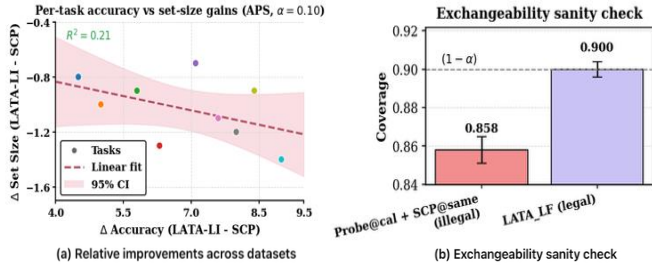 Per-task accuracy vs set-size gains (APS, α = 0.10)
Δ Set Size (LATA-LI - SCP)
−0.4
−0.8
−1.2
−1.6
R² = 0.21
Tasks
Linear fit
95% CI
4.0 5.5 7.0 8.5 9.5
Δ Accuracy (LATA-LI - SCP)
(a) Relative improvements across datasets
Exchangeability sanity check
Coverage
0.92
0.90
0.88
0.86
0.84
(1−α)
0.858
0.900
Probe@cal + SCP@same
(illegal)
LATA_LF (legal)
(b) Exchangeability sanity check